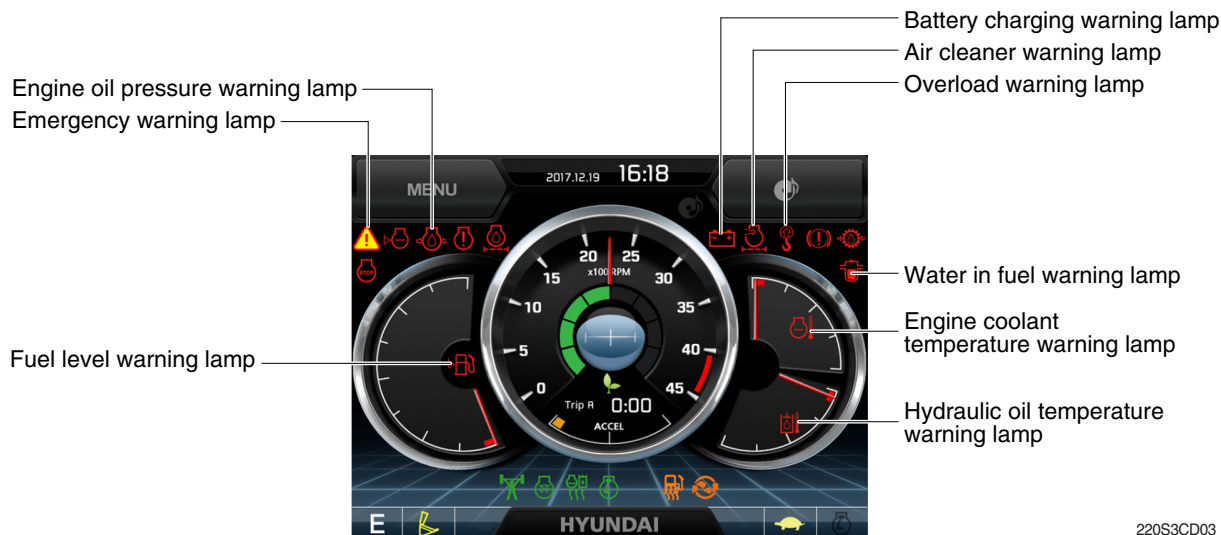 Battery charging warning lamp
Air cleaner warning lamp
Overload warning lamp
Engine oil pressure warning lamp
Emergency warning lamp
MENU
2017.12.19
16:18
STOP
20
25
x100 RPM
15
30
10
35
5
40
0
45
Trip A
0:00
ACCEL
Water in fuel warning lamp
Engine coolant
temperature warning lamp
Fuel level warning lamp
Hydraulic oil temperature
warning lamp
E
HYUNDAI
220S3CD03